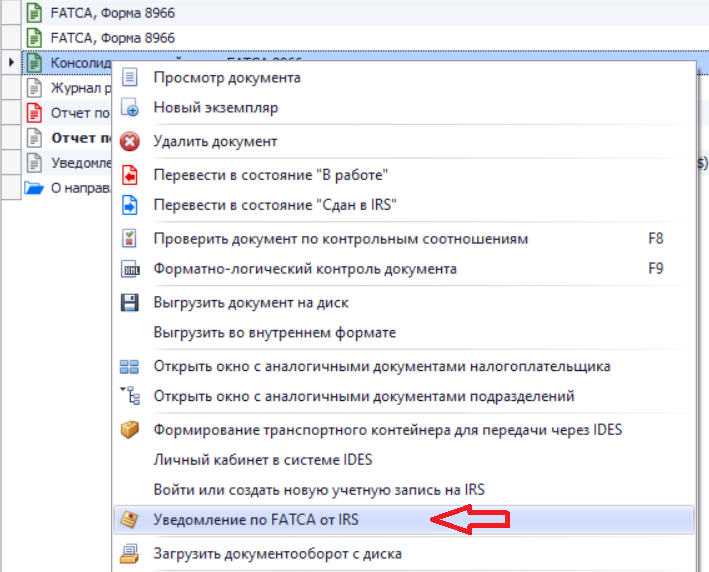 FATCA, Форма 8966
FATCA, Форма 8966
Консолид
Журнал р
Отчет по
Отчет по
Уведомле $)
О направл
Просмотр документа
Новый экземпляр
Удалить документ
Перевести в состояние "В работе"
Перевести в состояние "Сдан в IRS"
Проверить документ по контрольным соотношениям F8
Форматно-логический контроль документа F9
Выгрузить документ на диск
Выгрузить во внутреннем формате
Открыть окно с аналогичными документами налогоплательщика
Открыть окно с аналогичными документами подразделений
Формирование транспортного контейнера для передачи через IDES
Личный кабинет в системе IDES
Войти или создать новую учетную запись на IRS
Уведомление по FATCA от IRS
Загрузить документооборот с диска